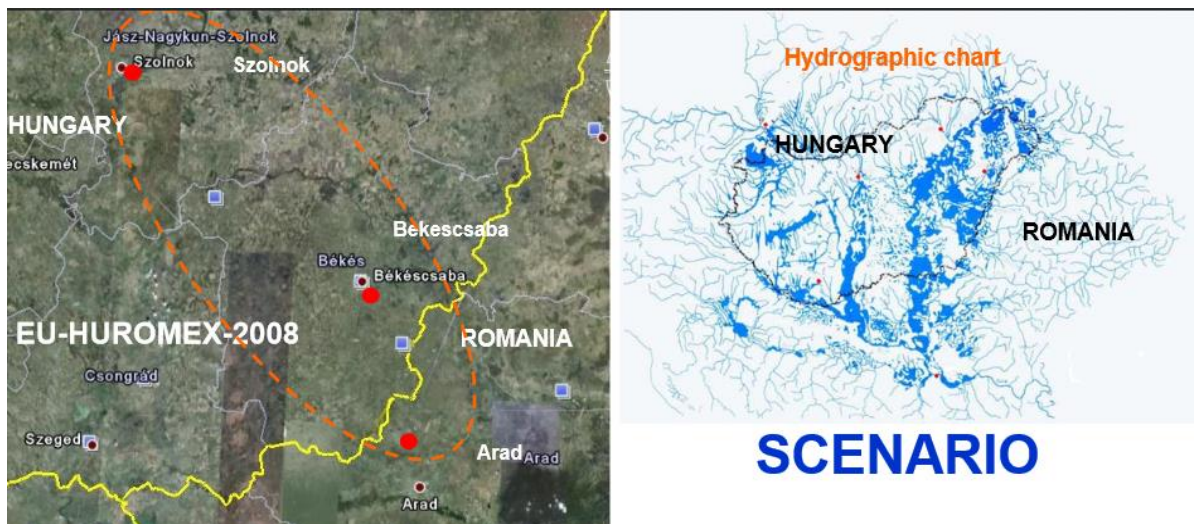 Jász-Nagykun-Szolnok
Szolnok
Szolnok
HUNGARY
ecskemét
Békescsaba
Békés
Békéscsaba
EU-HUROMEX-2008
ROMANIA
Csongrád
Szeged
Arad
Arad
Arad
Hydrographic chart
HUNGARY
ROMANIA
SCENARIO